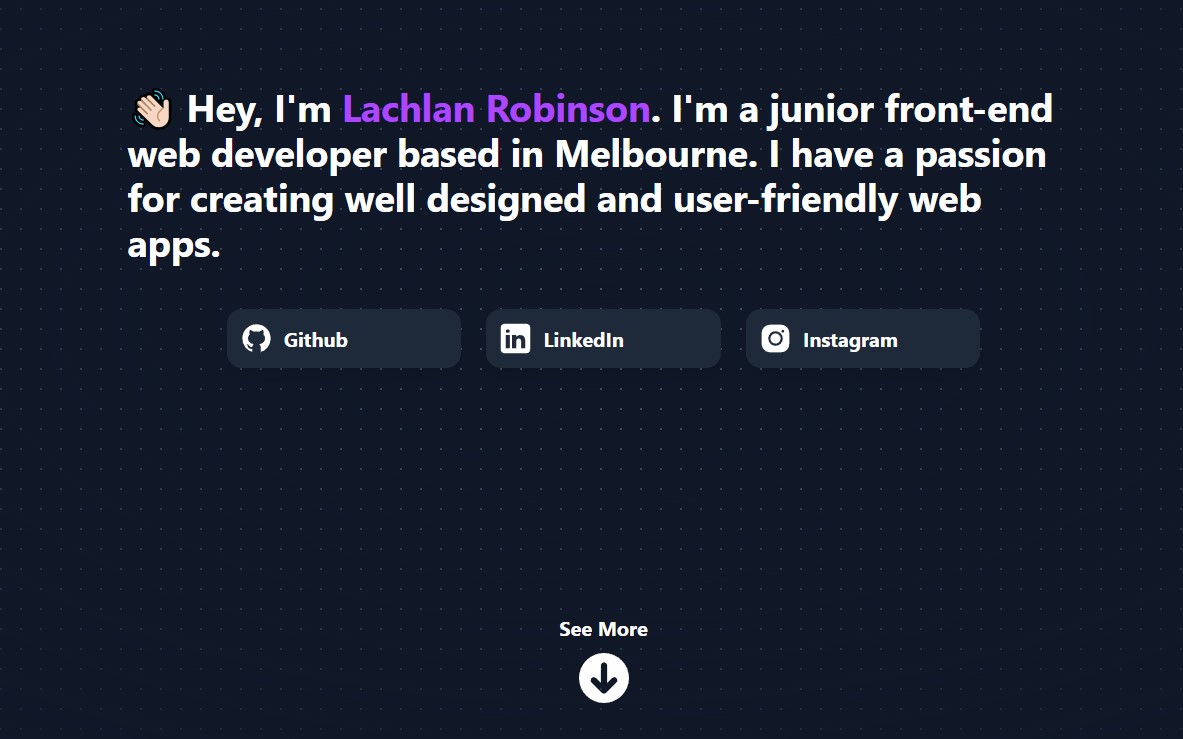 👋🏻 Hey, I'm Lachlan Robinson. I'm a junior front-end
web developer based in Melbourne. I have a passion
for creating well designed and user-friendly web
apps.
Github
LinkedIn
Instagram
See More